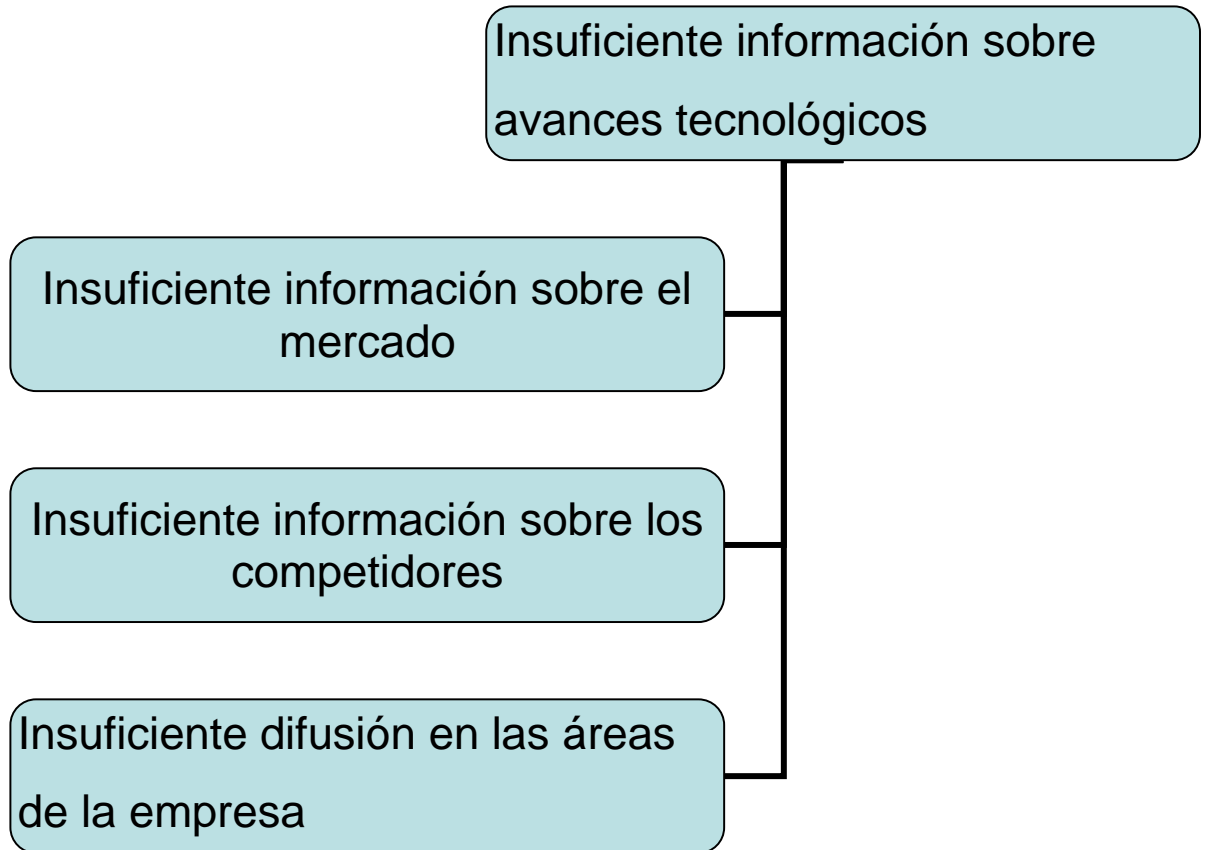 Insuficiente información sobre
avances tecnológicos
Insuficiente información sobre el
mercado
Insuficiente información sobre los
competidores
Insuficiente difusión en las áreas
de la empresa